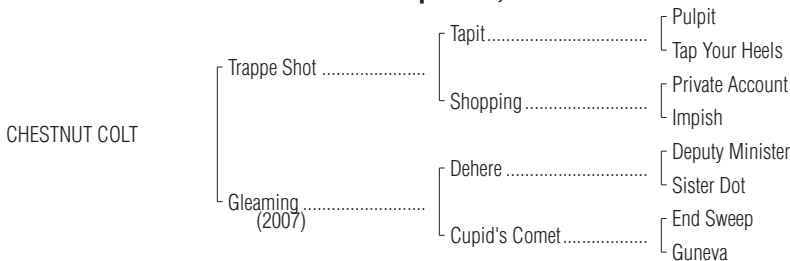 Pulpit
Tapit
Tap Your Heels
Trappe Shot
Private Account
Shopping
Impish
CHESTNUT COLT
Deputy Minister
Dehere
Sister Dot
Gleaming
(2007)
End Sweep
Cupid's Comet
Guneva